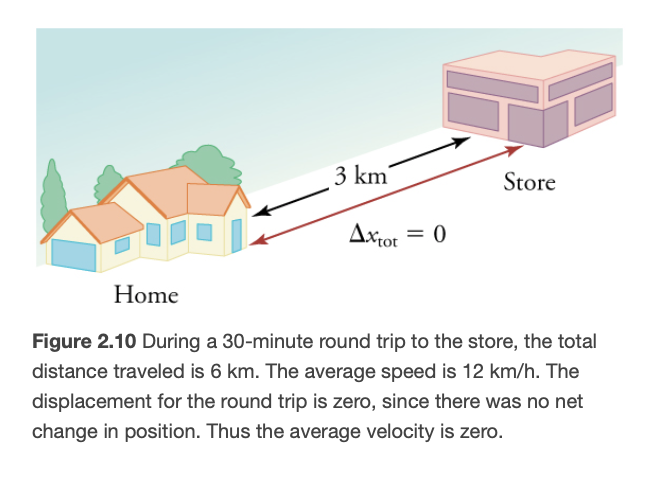 3 km
Store
Δxtot = 0
Home
Figure 2.10 During a 30-minute round trip to the store, the total
distance traveled is 6 km. The average speed is 12 km/h. The
displacement for the round trip is zero, since there was no net
change in position. Thus the average velocity is zero.